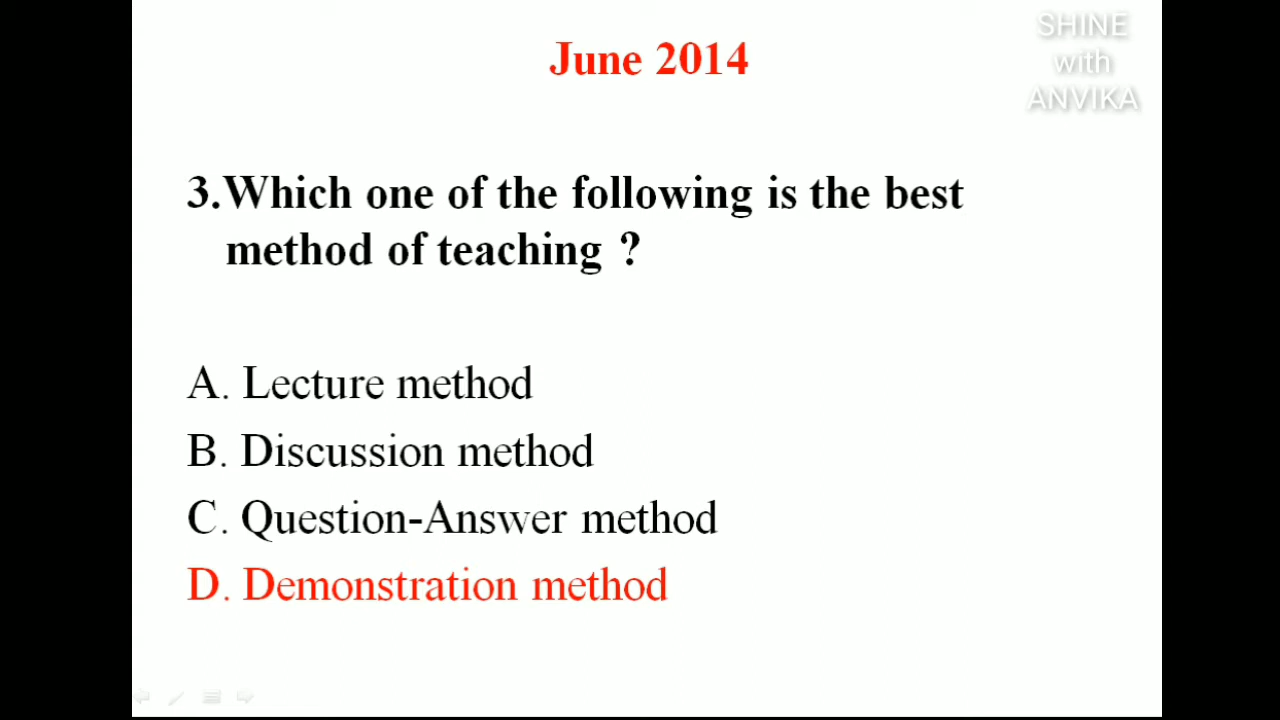 June 2014
SHINE
with
ANVIKA
3.Which one of the following is the best
method of teaching ?
A. Lecture method
B. Discussion method
C. Question-Answer method
D. Demonstration method